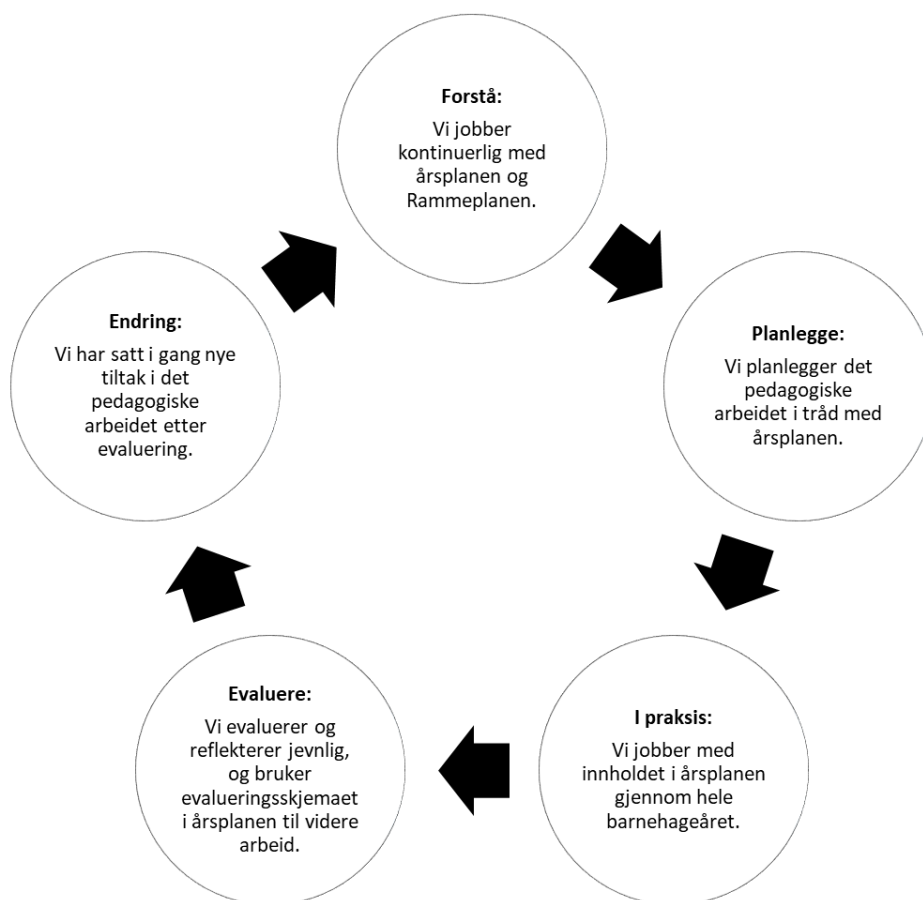 Forstå:
Vi jobber
kontinuerlig med
årsplanen og
Rammeplanen.
Planlegge:
Vi planlegger det
pedagogiske
arbeidet i tråd med
årsplanen.
I praksis:
Vi jobber med
innholdet i årsplanen
gjennom hele
barnehageåret.
Evaluere:
Vi evaluerer og
reflekterer jevnlig,
og bruker
evalueringsskjemaet
i årsplanen til videre
arbeid.
Endring:
Vi har satt i gang nye
tiltak i det
pedagogiske
arbeidet etter
evaluering.